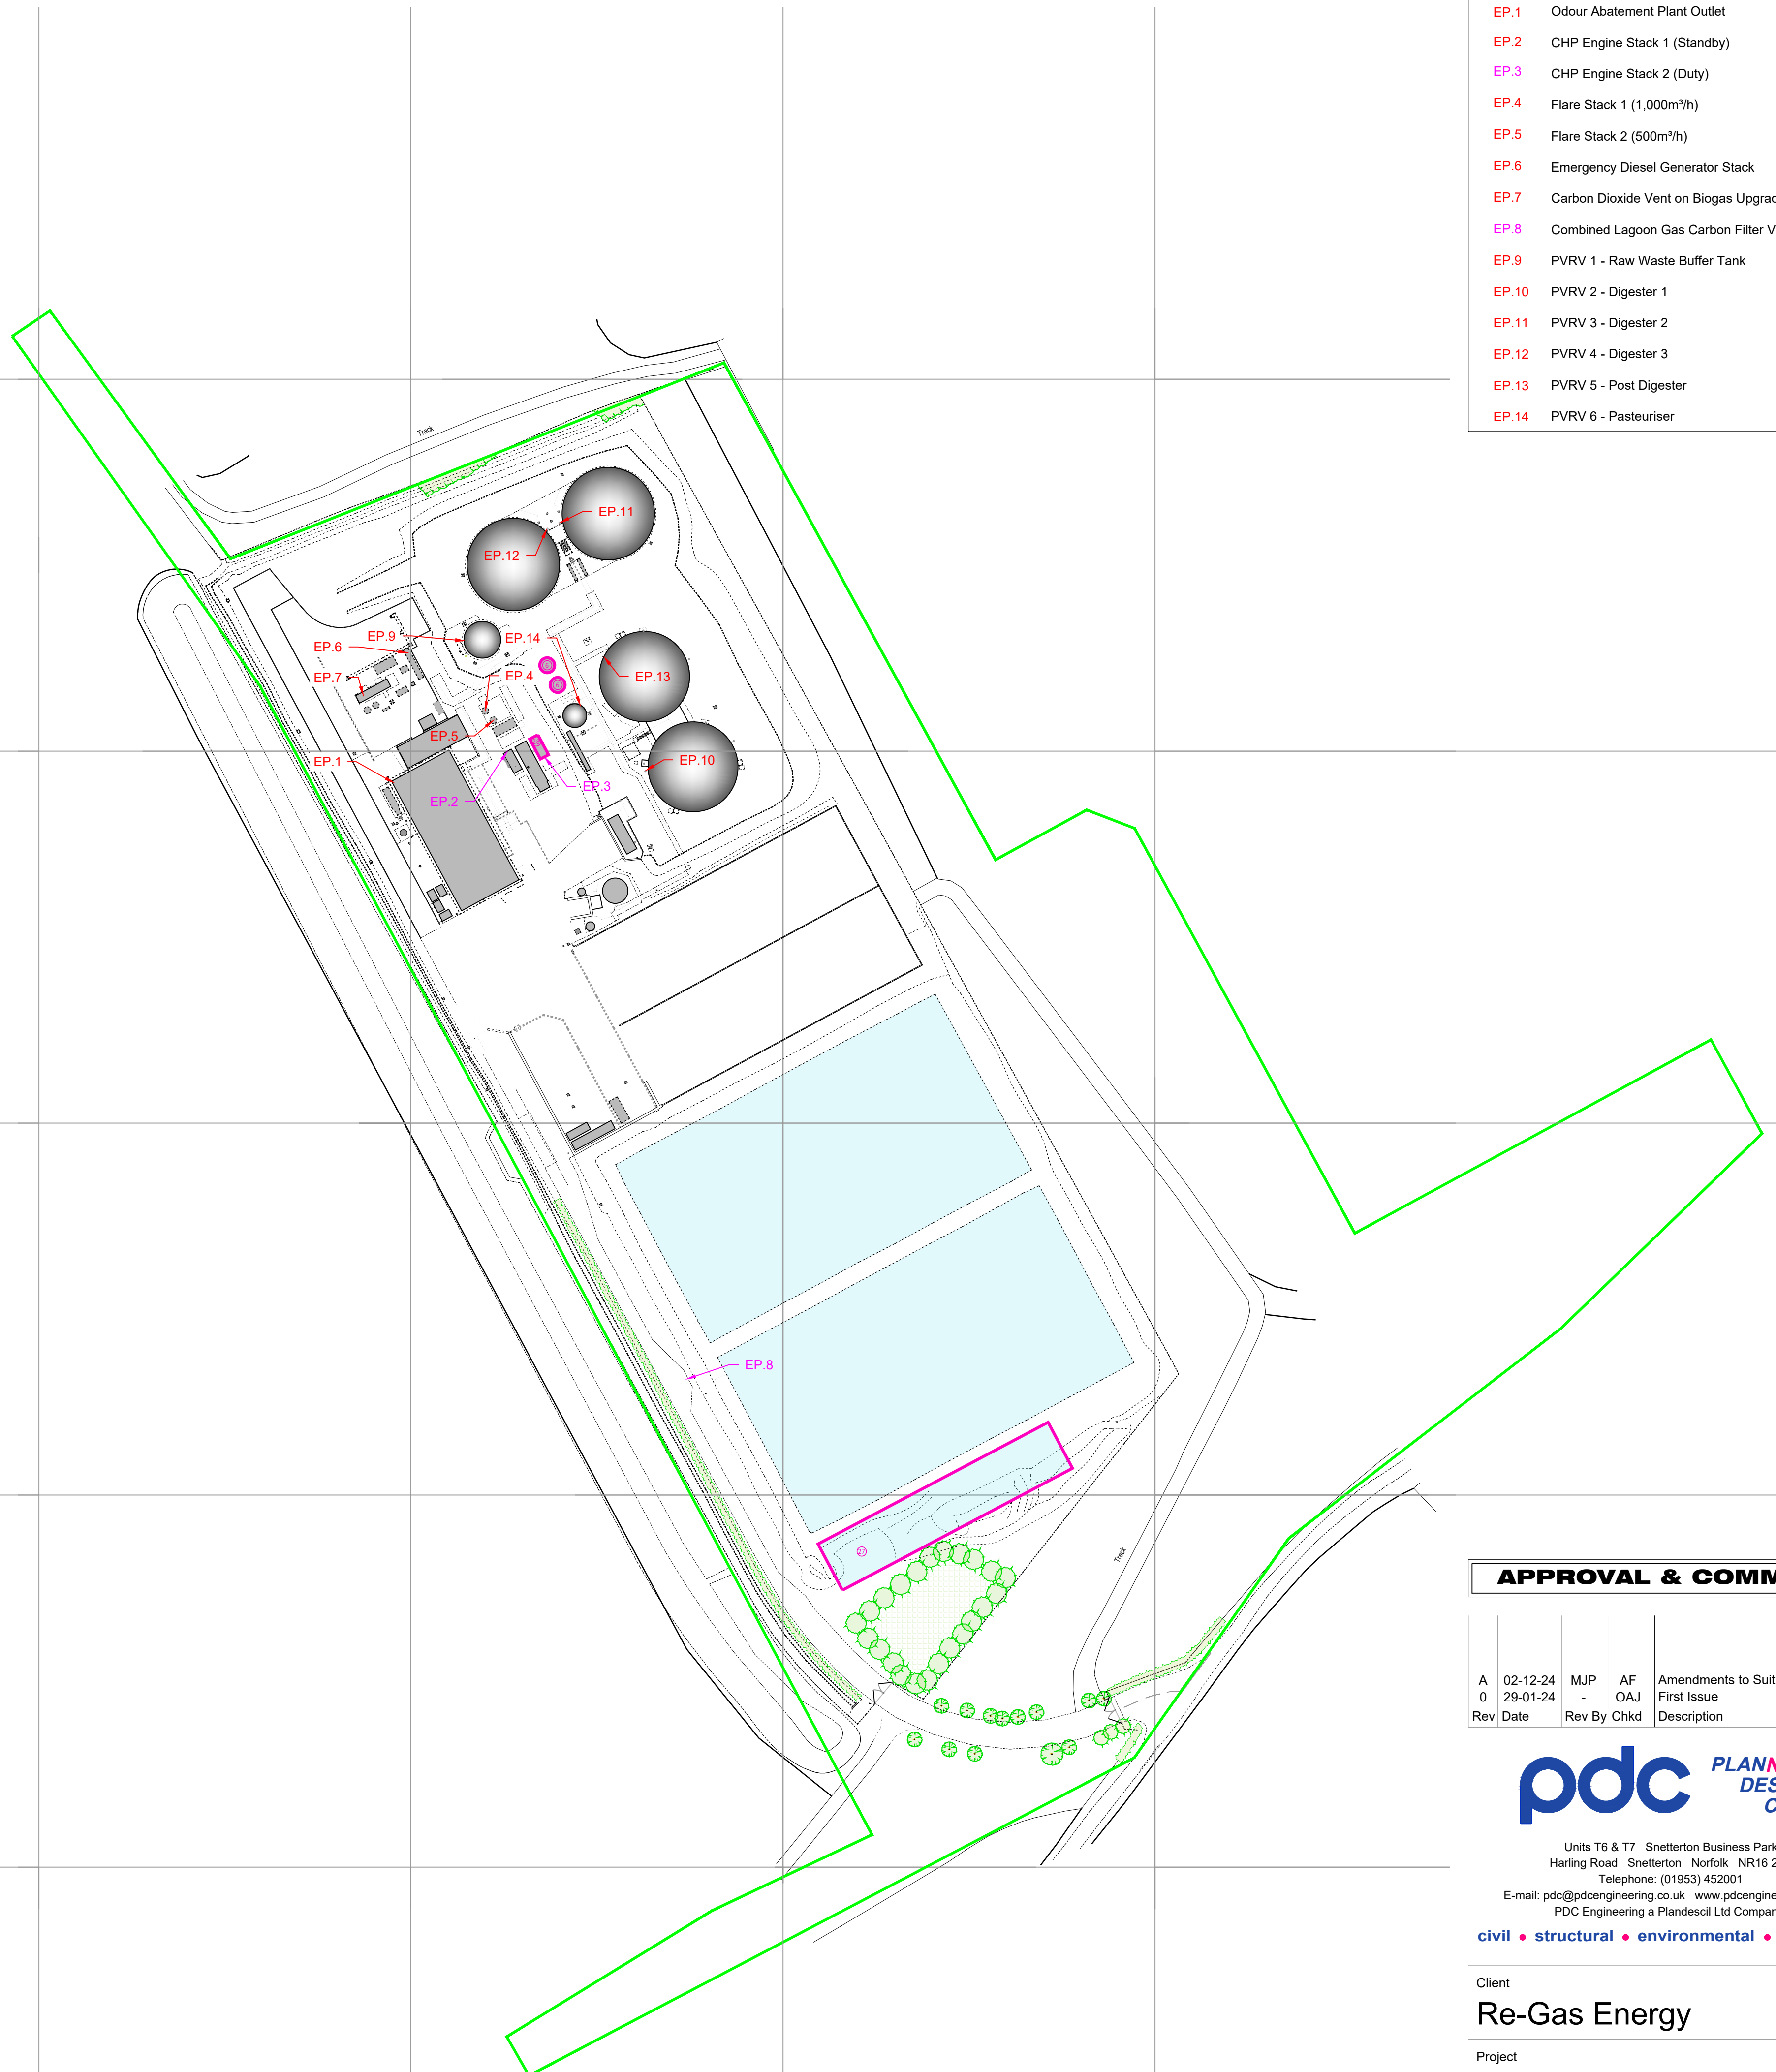 EP.1 Odour Abatement Plant Outlet
EP.2 CHP Engine Stack 1 (Standby)
EP.3 CHP Engine Stack 2 (Duty)
EP.4 Flare Stack 1 (1,000m³/h)
EP.5 Flare Stack 2 (500m³/h)
EP.6 Emergency Diesel Generator Stack
EP.7 Carbon Dioxide Vent on Biogas Upgrad
EP.8 Combined Lagoon Gas Carbon Filter V
EP.9 PVRV 1 - Raw Waste Buffer Tank
EP.10 PVRV 2 - Digester 1
EP.11 PVRV 3 - Digester 2
EP.12 PVRV 4 - Digester 3
EP.13 PVRV 5 - Post Digester
EP.14 PVRV 6 - Pasteuriser
Track
EP.11
EP.12
EP.9
EP.14
EP.6
EP.4
EP.13
EP.7
EP.5
EP.10
EP.1
EP.3
EP.2
EP.8
27
Track
APPROVAL & COMM
A 02-12-24 MJP AF Amendments to Suit
0 29-01-24 - OAJ First Issue
Rev Date Rev By Chkd Description
pdc
PLANN
DES
C
Units T6 & T7 Snetterton Business Park
Harling Road Snetterton Norfolk NR16 2
Telephone: (01953) 452001
E-mail: pdc@pdcengineering.co.uk www.pdcengine
PDC Engineering a Plandescil Ltd Compan
civil • structural • environmental •
Client
Re-Gas Energy
Project